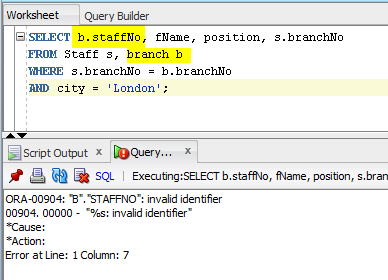 Worksheet Query Builder
SELECT b.staffNo, fName, position, s.branchNo
FROM Staff s, branch b
WHERE s.branchNo = b.branchNo
AND city = 'London';
Script Output x Query... x
SQL | Executing:SELECT b.staffNo, fName, position, s.bran
ORA-00904: "B"."STAFFNO": invalid identifier
00904. 00000 - "%s: invalid identifier"
*Cause:
*Action:
Error at Line: 1 Column: 7